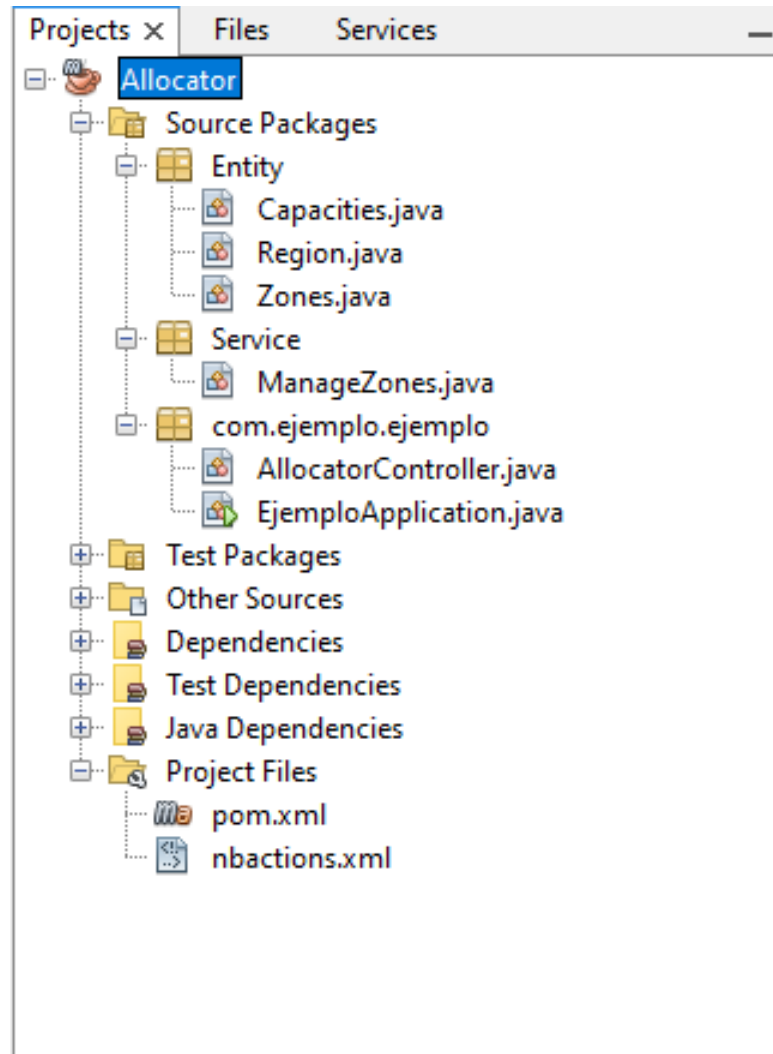 Projects Files Services
Allocator
Source Packages
Entity
Capacities.java
Region.java
Zones.java
Service
ManageZones.java
com.ejemplo.ejemplo
AllocatorController.java
EjemploApplication.java
Test Packages
Other Sources
Dependencies
Test Dependencies
Java Dependencies
Project Files
pom.xml
nbactions.xml